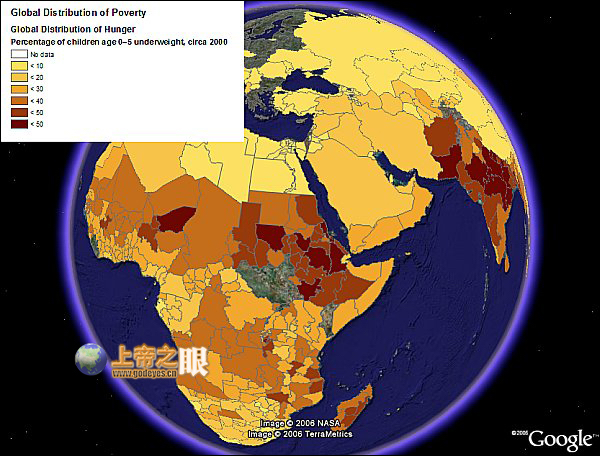 Global Distribution of Poverty
Global Distribution of Hunger
Percentage of children age 0–5 underweight, circa 2000
No data
< 10
< 20
< 30
< 40
< 50
< 50
上帝之眼
www.godeyes.cn
Image © 2006 NASA
Image © 2006 TerraMetrics
©2005 Google™